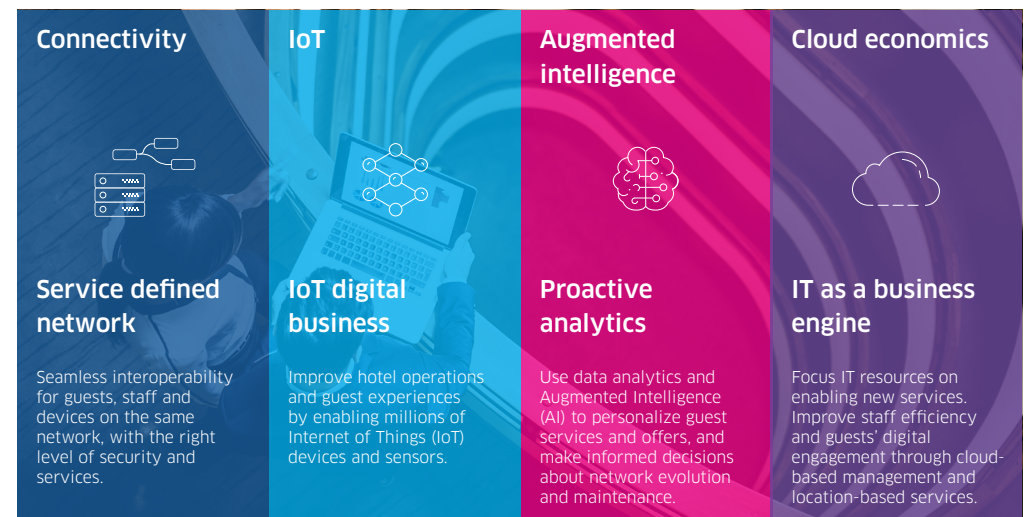 Connectivity
Service defined
network
Seamless interoperability
for guests, staff and
devices on the same
network, with the right
level of security and
services.
IoT
IoT digital
business
Improve hotel operations
and guest experiences
by enabling millions of
Internet of Things (IoT)
devices and sensors.
Augmented
intelligence
Proactive
analytics
Use data analytics and
Augmented Intelligence
(AI) to personalize guest
services and offers, and
make informed decisions
about network evolution
and maintenance.
Cloud economics
IT as a business
engine
Focus IT resources on
enabling new services.
Improve staff efficiency
and guests’ digital
engagement through cloud-
based management and
location-based services.